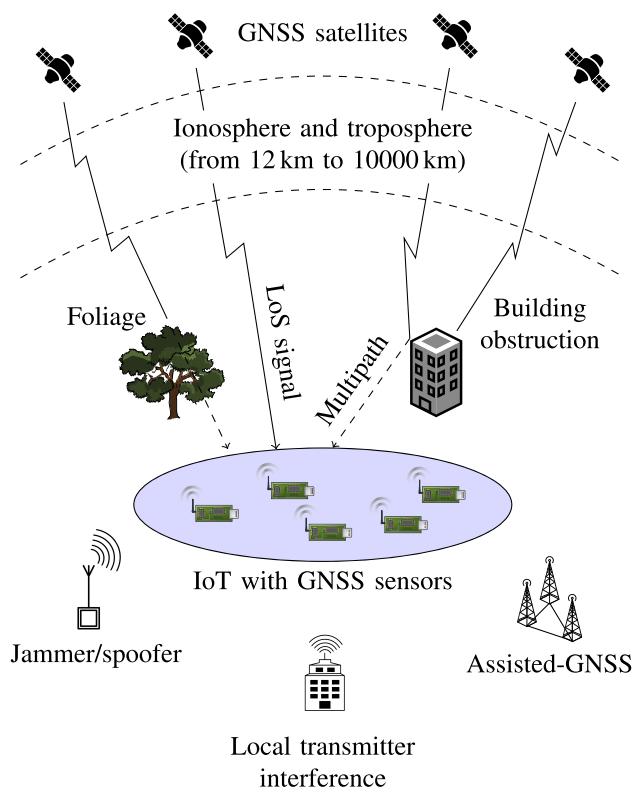 GNSS satellites
Ionosphere and troposphere
(from 12 km to 10000 km)
Foliage
LoS signal
Multipath
Building
obstruction
IoT with GNSS sensors
Jammer/spoofer
Assisted-GNSS
Local transmitter
interference